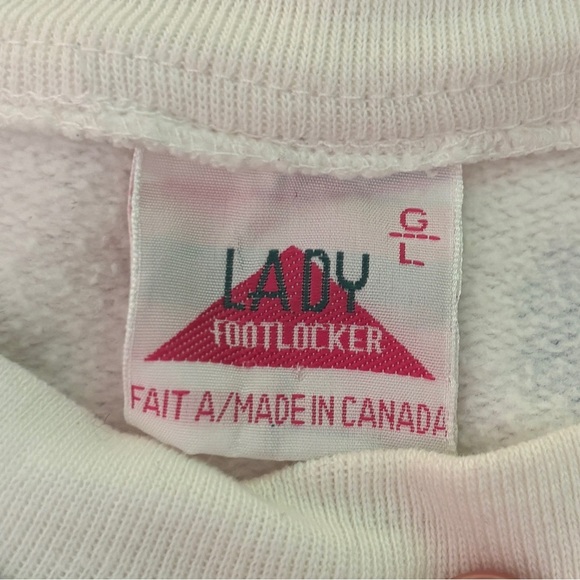 G
L
LADY
FOOTLOCKER
FAIT A/MADE IN CANADA